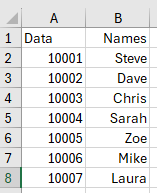 A B
1 Data Names
2 10001 Steve
3 10002 Dave
4 10003 Chris
5 10004 Sarah
6 10005 Zoe
7 10006 Mike
8 10007 Laura